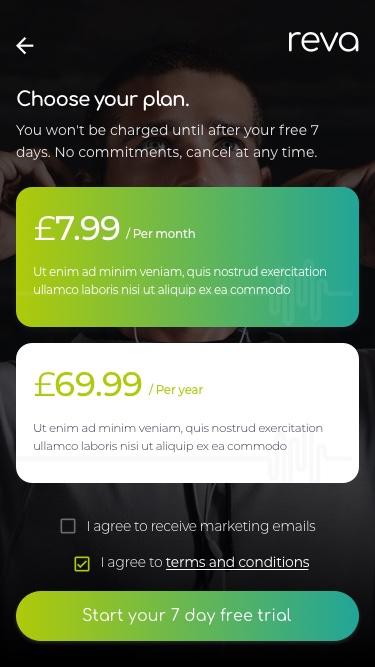 reva
Choose your plan.
You won't be charged until after your free 7
days. No commitments, cancel at any time.
£7.99 / Per month
Ut enim ad minim veniam, quis nostrud exercitation
ullamco laboris nisi ut aliquip ex ea commodo
£69.99 / Per year
Ut enim ad minim veniam, quis nostrud exercitation
ullamco laboris nisi ut aliquip ex ea commodo
I agree to receive marketing emails
I agree to terms and conditions
Start your 7 day free trial